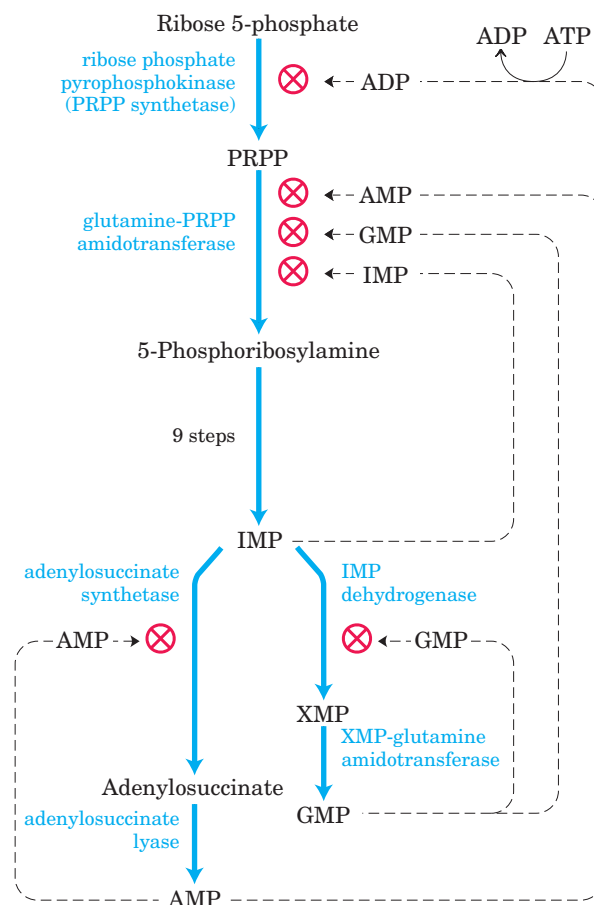 Ribose 5-phosphate
ADP ATP
ribose phosphate
pyrophosphokinase
(PRPP synthetase)
ADP
PRPP
AMP
glutamine-PRPP
amidotransferase
GMP
IMP
5-Phosphoribosylamine
9 steps
IMP
adenylosuccinate
synthetase
IMP
dehydrogenase
AMP
GMP
XMP
XMP-glutamine
amidotransferase
Adenylosuccinate
GMP
adenylosuccinate
lyase
AMP